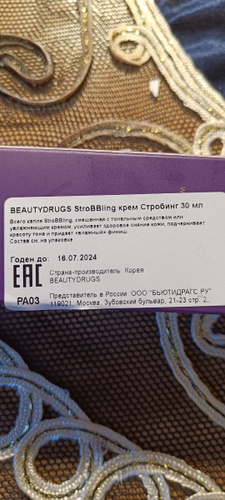 BEAUTYDRUGS StroBBling крем Стробинг 30 мл
Всего капля StroBBling, смешанная с тональным средством или
увлажняющим кремом, усиливает здоровое сияние кожи, подчеркивает
красоту тона и придает «влажный» финиш.
Состав см. на упаковке
Годен до: 16.07.2024
EAC
Страна-производитель: Корея
BEAUTYDRUGS
PA03
Представитель в России ООО "БЬЮТИДРАГС РУ"
119021, Москва, Зубовский бульвар, 21-23 стр. 2,